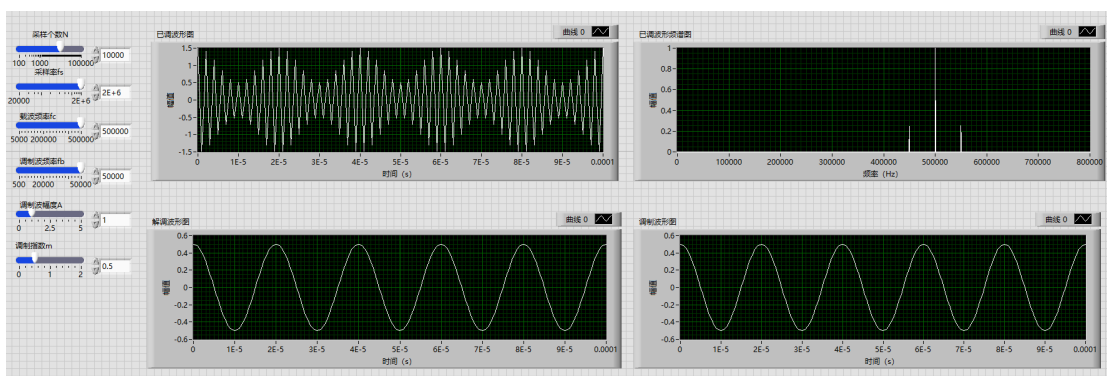 采样个数N
100 1000 100000
10000
采样率fs
20000 2E+6
2E+6
载波频率fc
5000 200000 500000
500000
调制波频率fb
500 20000 50000
50000
调制波幅度A
0 2.5 5
1
调制指数m
0 1 2
0.5
已调波形图
曲线 0
幅值
1.5
1
0.5
0
-0.5
-1
-1.5
0 1E-5 2E-5 3E-5 4E-5 5E-5 6E-5 7E-5 8E-5 9E-5 0.0001
时间 (s)
已调波形频谱图
曲线 0
幅值
1
0.8
0.6
0.4
0.2
0
0 100000 200000 300000 400000 500000 600000 700000 800000
频率 (Hz)
解调波形图
曲线 0
幅值
0.6
0.4
0.2
0
-0.2
-0.4
-0.6
0 1E-5 2E-5 3E-5 4E-5 5E-5 6E-5 7E-5 8E-5 9E-5 0.0001
时间 (s)
调制波形图
曲线 0
幅值
0.6
0.4
0.2
0
-0.2
-0.4
-0.6
0 1E-5 2E-5 3E-5 4E-5 5E-5 6E-5 7E-5 8E-5 9E-5 0.0001
时间 (s)